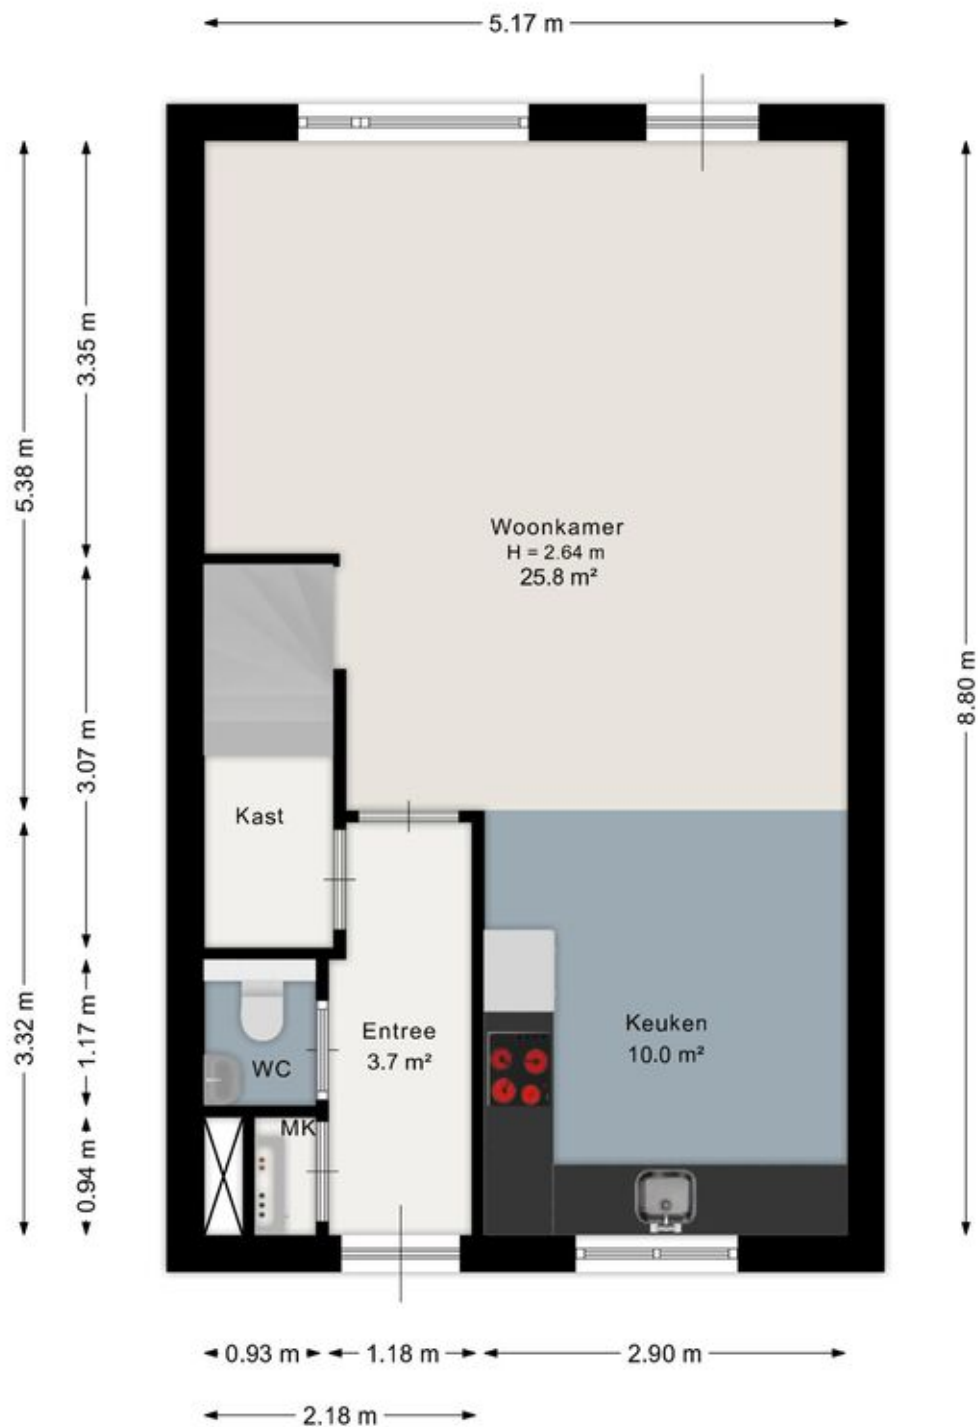 5.17 m
3.35 m
5.38 m
8.80 m
Woonkamer
H = 2.64 m
25.8 m²
3.07 m
Kast
3.32 m
1.17 m
Entree
3.7 m²
Keuken
10.0 m²
WC
MK
0.94 m
0.93 m
1.18 m
2.90 m
2.18 m